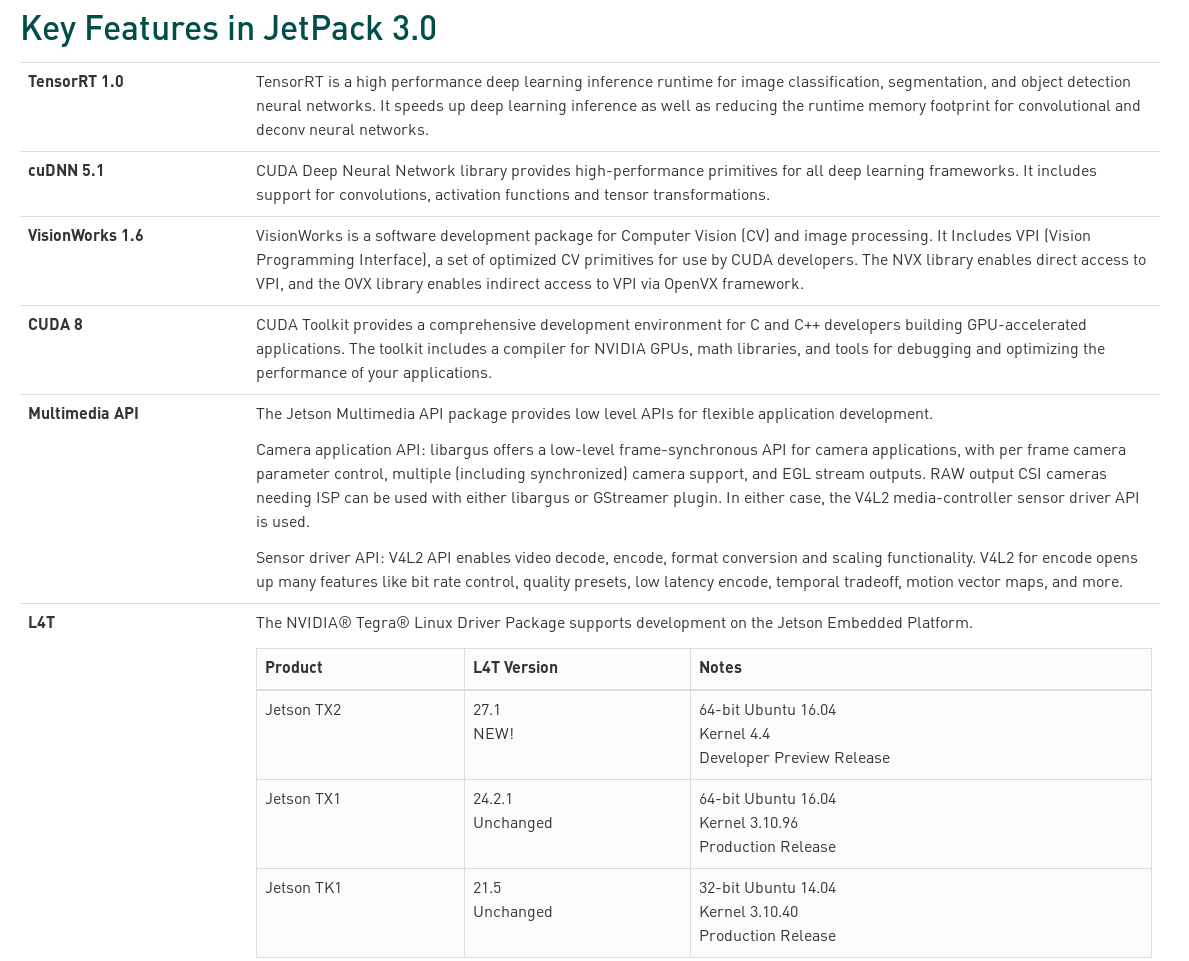 Key Features in JetPack 3.0
TensorRT 1.0
TensorRT is a high performance deep learning inference runtime for image classification, segmentation, and object detection
neural networks. It speeds up deep learning inference as well as reducing the runtime memory footprint for convolutional and
deconv neural networks.
cuDNN 5.1
CUDA Deep Neural Network library provides high-performance primitives for all deep learning frameworks. It includes
support for convolutions, activation functions and tensor transformations.
VisionWorks 1.6
VisionWorks is a software development package for Computer Vision (CV) and image processing. It Includes VPI (Vision
Programming Interface), a set of optimized CV primitives for use by CUDA developers. The NVX library enables direct access to
VPI, and the OVX library enables indirect access to VPI via OpenVX framework.
CUDA 8
CUDA Toolkit provides a comprehensive development environment for C and C++ developers building GPU-accelerated
applications. The toolkit includes a compiler for NVIDIA GPUs, math libraries, and tools for debugging and optimizing the
performance of your applications.
Multimedia API
The Jetson Multimedia API package provides low level APIs for flexible application development.
Camera application API: libargus offers a low-level frame-synchronous API for camera applications, with per frame camera
parameter control, multiple (including synchronized) camera support, and EGL stream outputs. RAW output CSI cameras
needing ISP can be used with either libargus or GStreamer plugin. In either case, the V4L2 media-controller sensor driver API
is used.
Sensor driver API: V4L2 API enables video decode, encode, format conversion and scaling functionality. V4L2 for encode opens
up many features like bit rate control, quality presets, low latency encode, temporal tradeoff, motion vector maps, and more.
L4T
The NVIDIA® Tegra® Linux Driver Package supports development on the Jetson Embedded Platform.
Product L4T Version Notes
Jetson TX2 27.1 64-bit Ubuntu 16.04
NEW! Kernel 4.4
Developer Preview Release
Jetson TX1 24.2.1 64-bit Ubuntu 16.04
Unchanged Kernel 3.10.96
Production Release
Jetson TK1 21.5 32-bit Ubuntu 14.04
Unchanged Kernel 3.10.40
Production Release